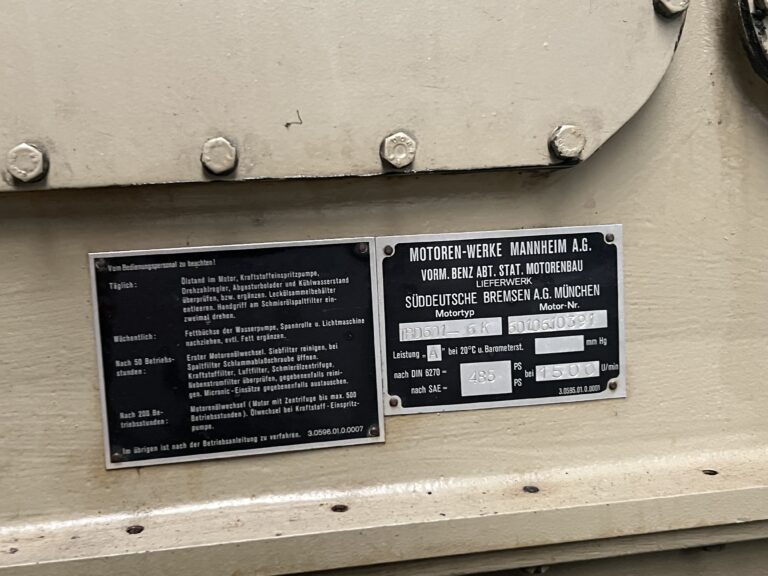 Vom Bedienungspersonal zu beachten!
Täglich: Ölstand im Motor, Kraftstoffeinspritzpumpe,
Drehzahlregler, Abgasturbolader und Kühlwasserstand
überprüfen, bzw. ergänzen. Leckölsammelbehälter
entleeren. Handgriff am Schmierölspaltfilter ein-
zweimal drehen.
Wöchentlich: Fettbüchse der Wasserpumpe, Spannrolle u. Lichtmaschine
nachziehen, evtl. Fett ergänzen.
Nach 50 Betriebs- Erster Motorenölwechsel. Siebfilter reinigen, bei
stunden: Spaltfilter Schlammablaßschraube öffnen.
Kraftstoffilter, Luftfilter, Schmierölzentrifuge,
Nebenstromfilter überprüfen, gegebenenfalls reini-
gen. Micronic-Einsätze gegebenenfalls austauschen.
Nach 200 Be- Motorenölwechsel (Motor mit Zentrifuge bis max. 500
triebsstunden: Betriebsstunden). Ölwechsel bei Kraftstoff-Einspritz-
pumpe.
Im übrigen ist nach der Betriebsanleitung zu verfahren. 3.0596.01.0.0007
MOTOREN-WERKE MANNHEIM A.G.
VORM. BENZ ABT. STAT. MOTORENBAU
LIEFERWERK
SÜDDEUTSCHE BREMSEN A.G. MÜNCHEN
Motortyp Motor-Nr.
6K
Leistung „A" bei 20°C u. Barometerst. mm Hg
nach DIN 6270= PS
485 bei 1500 U/min
nach SAE= PS
3.0595.01.0.0001